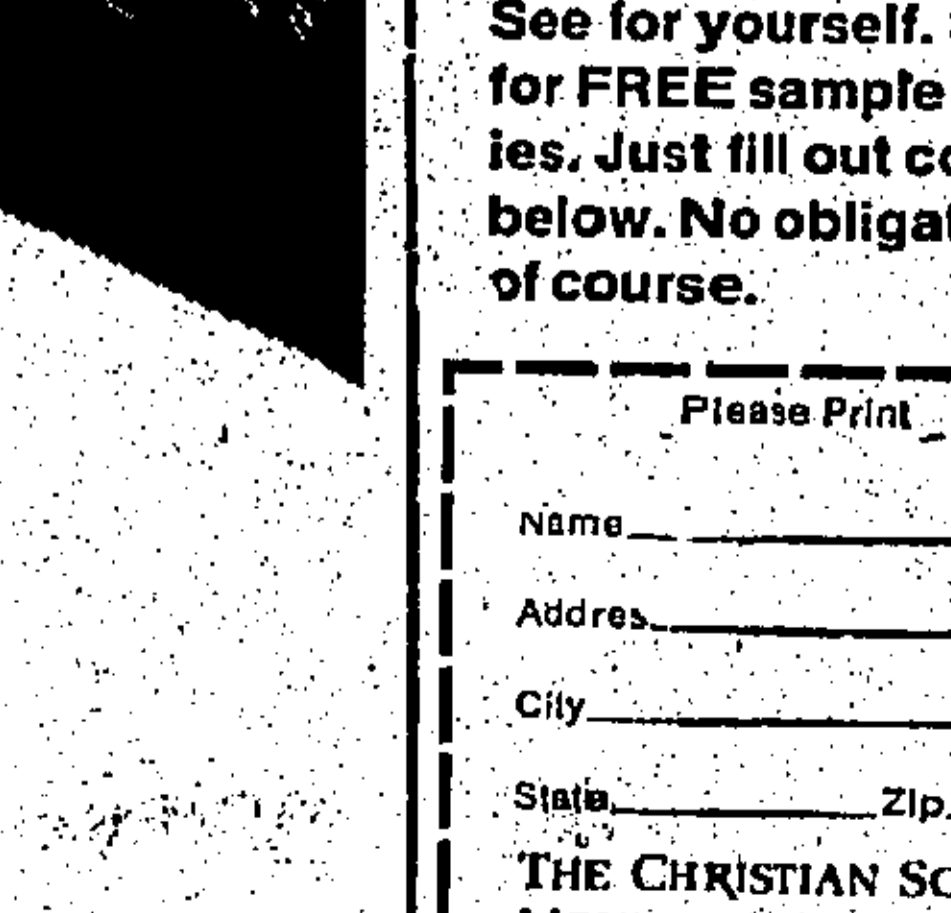 See for yourself.
for FREE sample
ies. Just fill out co
below. No obligat
of course.
Please Print
Name
Addres
City
State Zip
THE CHRISTIAN SC